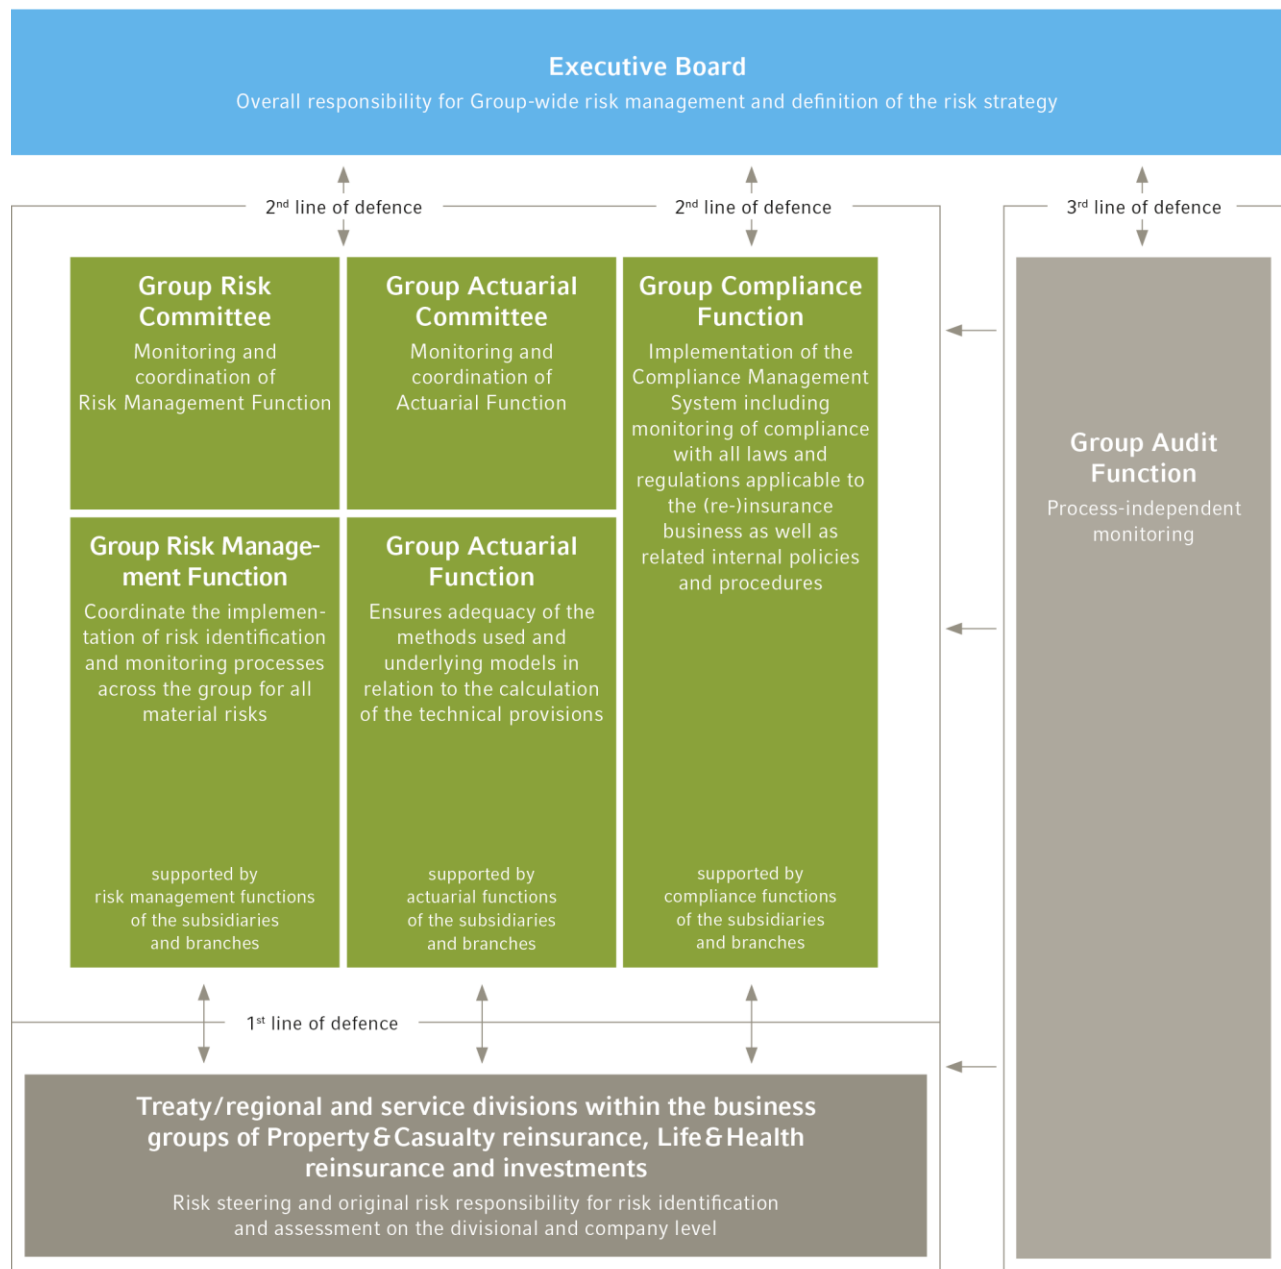 Executive Board
Overall responsibility for Group-wide risk management and definition of the risk strategy
2nd line of defence
2nd line of defence
3rd line of defence
Group Risk
Committee
Monitoring and
coordination of
Risk Management Function
Group Actuarial
Committee
Monitoring and
coordination of
Actuarial Function
Group Compliance
Function
Implementation of the
Compliance Management
System including
monitoring of compliance
with all laws and
regulations applicable to
the (re-)insurance
business as well as
related internal policies
and procedures
Group Audit
Function
Process-independent
monitoring
Group Risk Manage-
ment Function
Coordinate the implemen-
tation of risk identification
and monitoring processes
across the group for all
material risks
Group Actuarial
Function
Ensures adequacy of the
methods used and
underlying models in
relation to the calculation
of the technical provisions
supported by
risk management functions
of the subsidiaries
and branches
supported by
actuarial functions
of the subsidiaries
and branches
supported by
compliance functions
of the subsidiaries
and branches
1st line of defence
Treaty/regional and service divisions within the business
groups of Property & Casualty reinsurance, Life & Health
reinsurance and investments
Risk steering and original risk responsibility for risk identification
and assessment on the divisional and company level